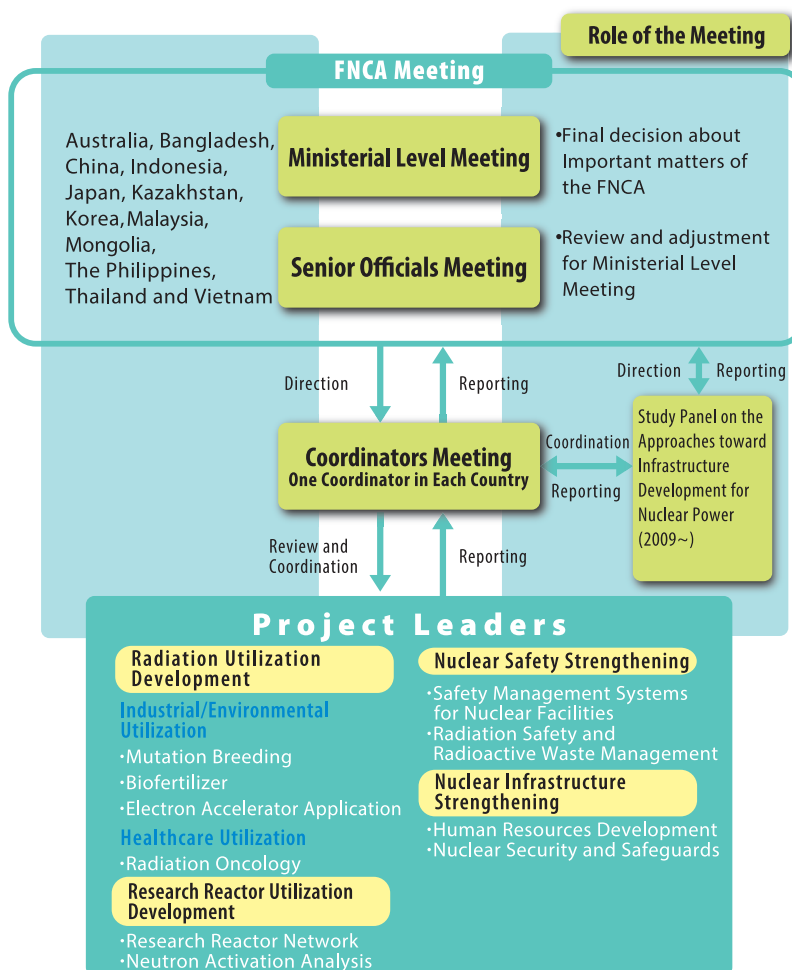 Role of the Meeting
FNCA Meeting
Australia, Bangladesh,
China, Indonesia,
Japan, Kazakhstan,
Korea,Malaysia,
Mongolia,
The Philippines,
Thailand and Vietnam
Ministerial Level Meeting
•Final decision about
Important matters of
the FNCA
Senior Officials Meeting
•Review and adjustment
for Ministerial Level
Meeting
Direction
Reporting
Direction
Reporting
Coordinators Meeting
One Coordinator in Each Country
Coordination
Reporting
Study Panel on the
Approaches toward
Infrastructure
Development for
Nuclear Power
(2009~)
Review and
Coordination
Reporting
Project Leaders
Radiation Utilization
Development
Industrial/Environmental
Utilization
·Mutation Breeding
·Biofertilizer
·Electron Accelerator Application
Healthcare Utilization
·Radiation Oncology
Research Reactor Utilization
Development
·Research Reactor Network
·Neutron Activation Analysis
Nuclear Safety Strengthening
·Safety Management Systems
for Nuclear Facilities
·Radiation Safety and
Radioactive Waste Management
Nuclear Infrastructure
Strengthening
·Human Resources Development
·Nuclear Security and Safeguards